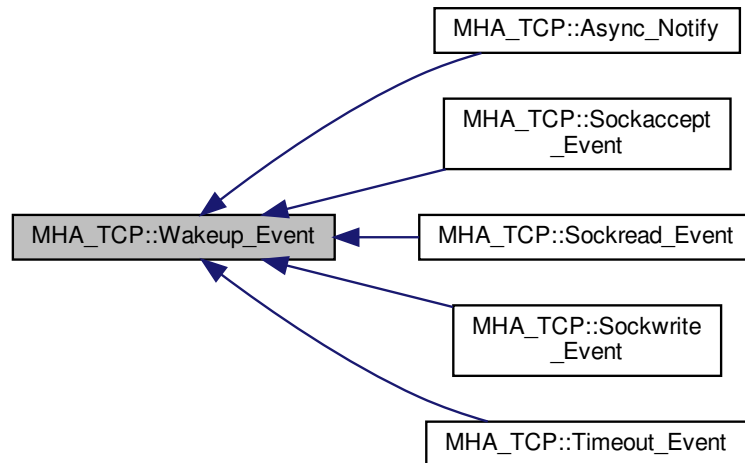 MHA_TCP::Async_Notify
MHA_TCP::Sockaccept
_Event
MHA_TCP::Wakeup_Event
MHA_TCP::Sockread_Event
MHA_TCP::Sockwrite
_Event
MHA_TCP::Timeout_Event